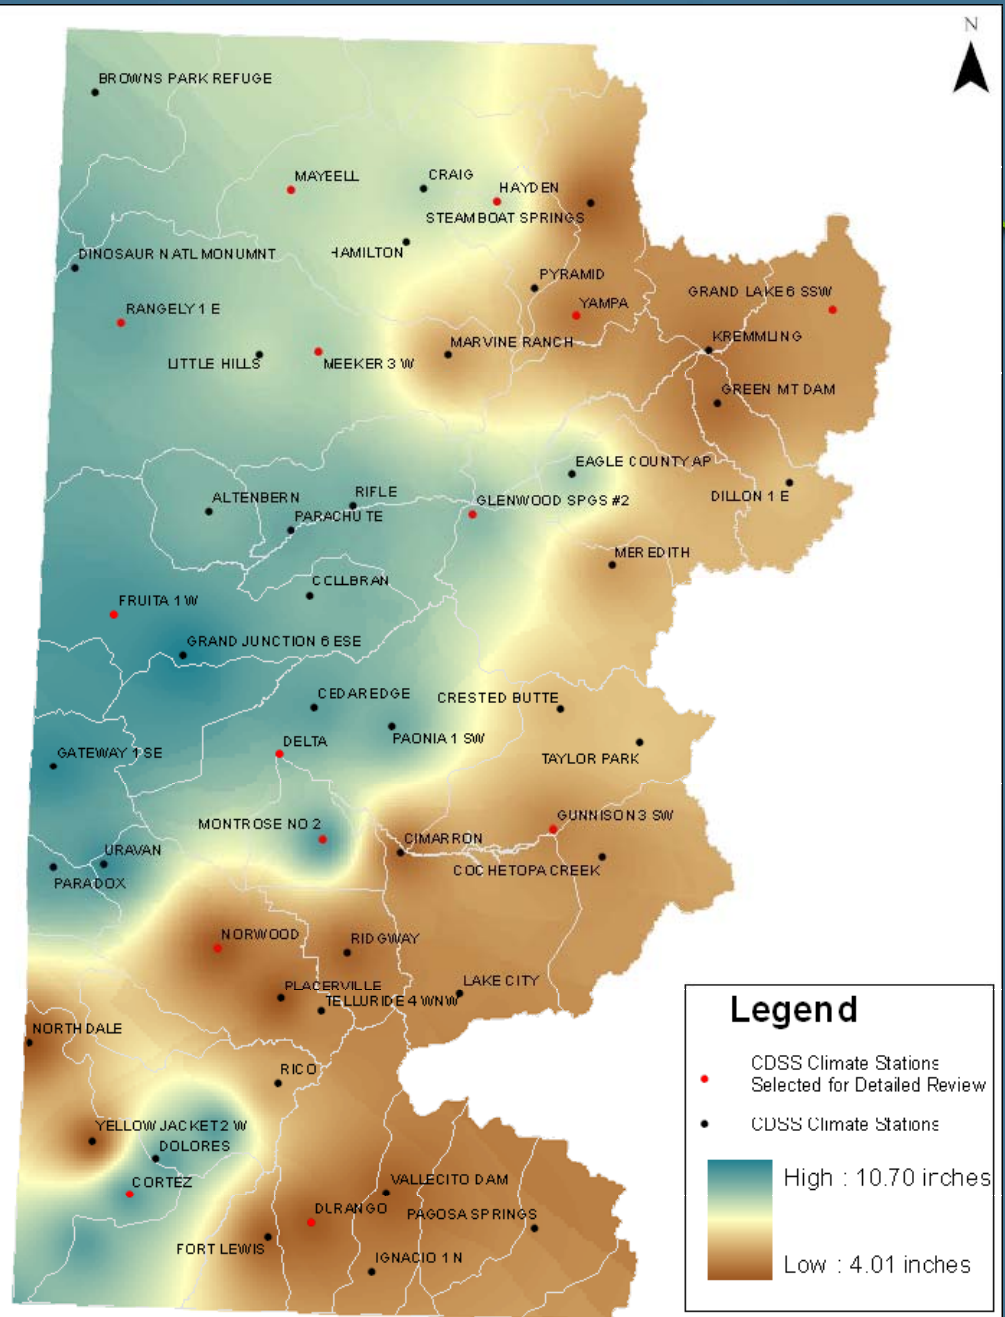 N
BROWNS PARK REFUGE
MAYEELL
CRAIG
HAYDEN
STEAMBOAT SPRINGS
HAMILTON
DINOSAUR NATL MONUMNT
PYRAMID
GRAND LAKE 6 SSW
YAMPA
RANGELY 1 E
KREMMLING
MARVINE RANCH
LITTLE HILLS
MEEKER 3 W
GREEN MT DAM
EAGLE COUNTY AP
ALTENBERN
RIFLE
GLENWOOD SPGS #2
DILLON 1 E
PARACHUTE
MEREDITH
COLLBRAN
FRUITA 1 W
GRAND JUNCTION 6 ESE
CEDAREDGE
CRESTED BUTTE
DELTA
PAONIA 1 SW
GATEWAY 1 SE
TAYLOR PARK
MONTROSE NO 2
GUNNISON 3 SW
CIMARRON
URAVAN
COCHETOPA CREEK
PARADOX
NORWOOD
RIDGWAY
PLACERVILLE
LAKE CITY
TELLURIDE 4 WNW
NORTHDALE
RICO
YELLOW JACKET 2 W
DOLORES
CORTEZ
VALLECITO DAM
DURANGO
PAGOSA SPRINGS
FORT LEWIS
IGNACIO 1 N
Legend
CDSS Climate Stations
Selected for Detailed Review
CDSS Climate Stations
High : 10.70 inches
Low : 4.01 inches